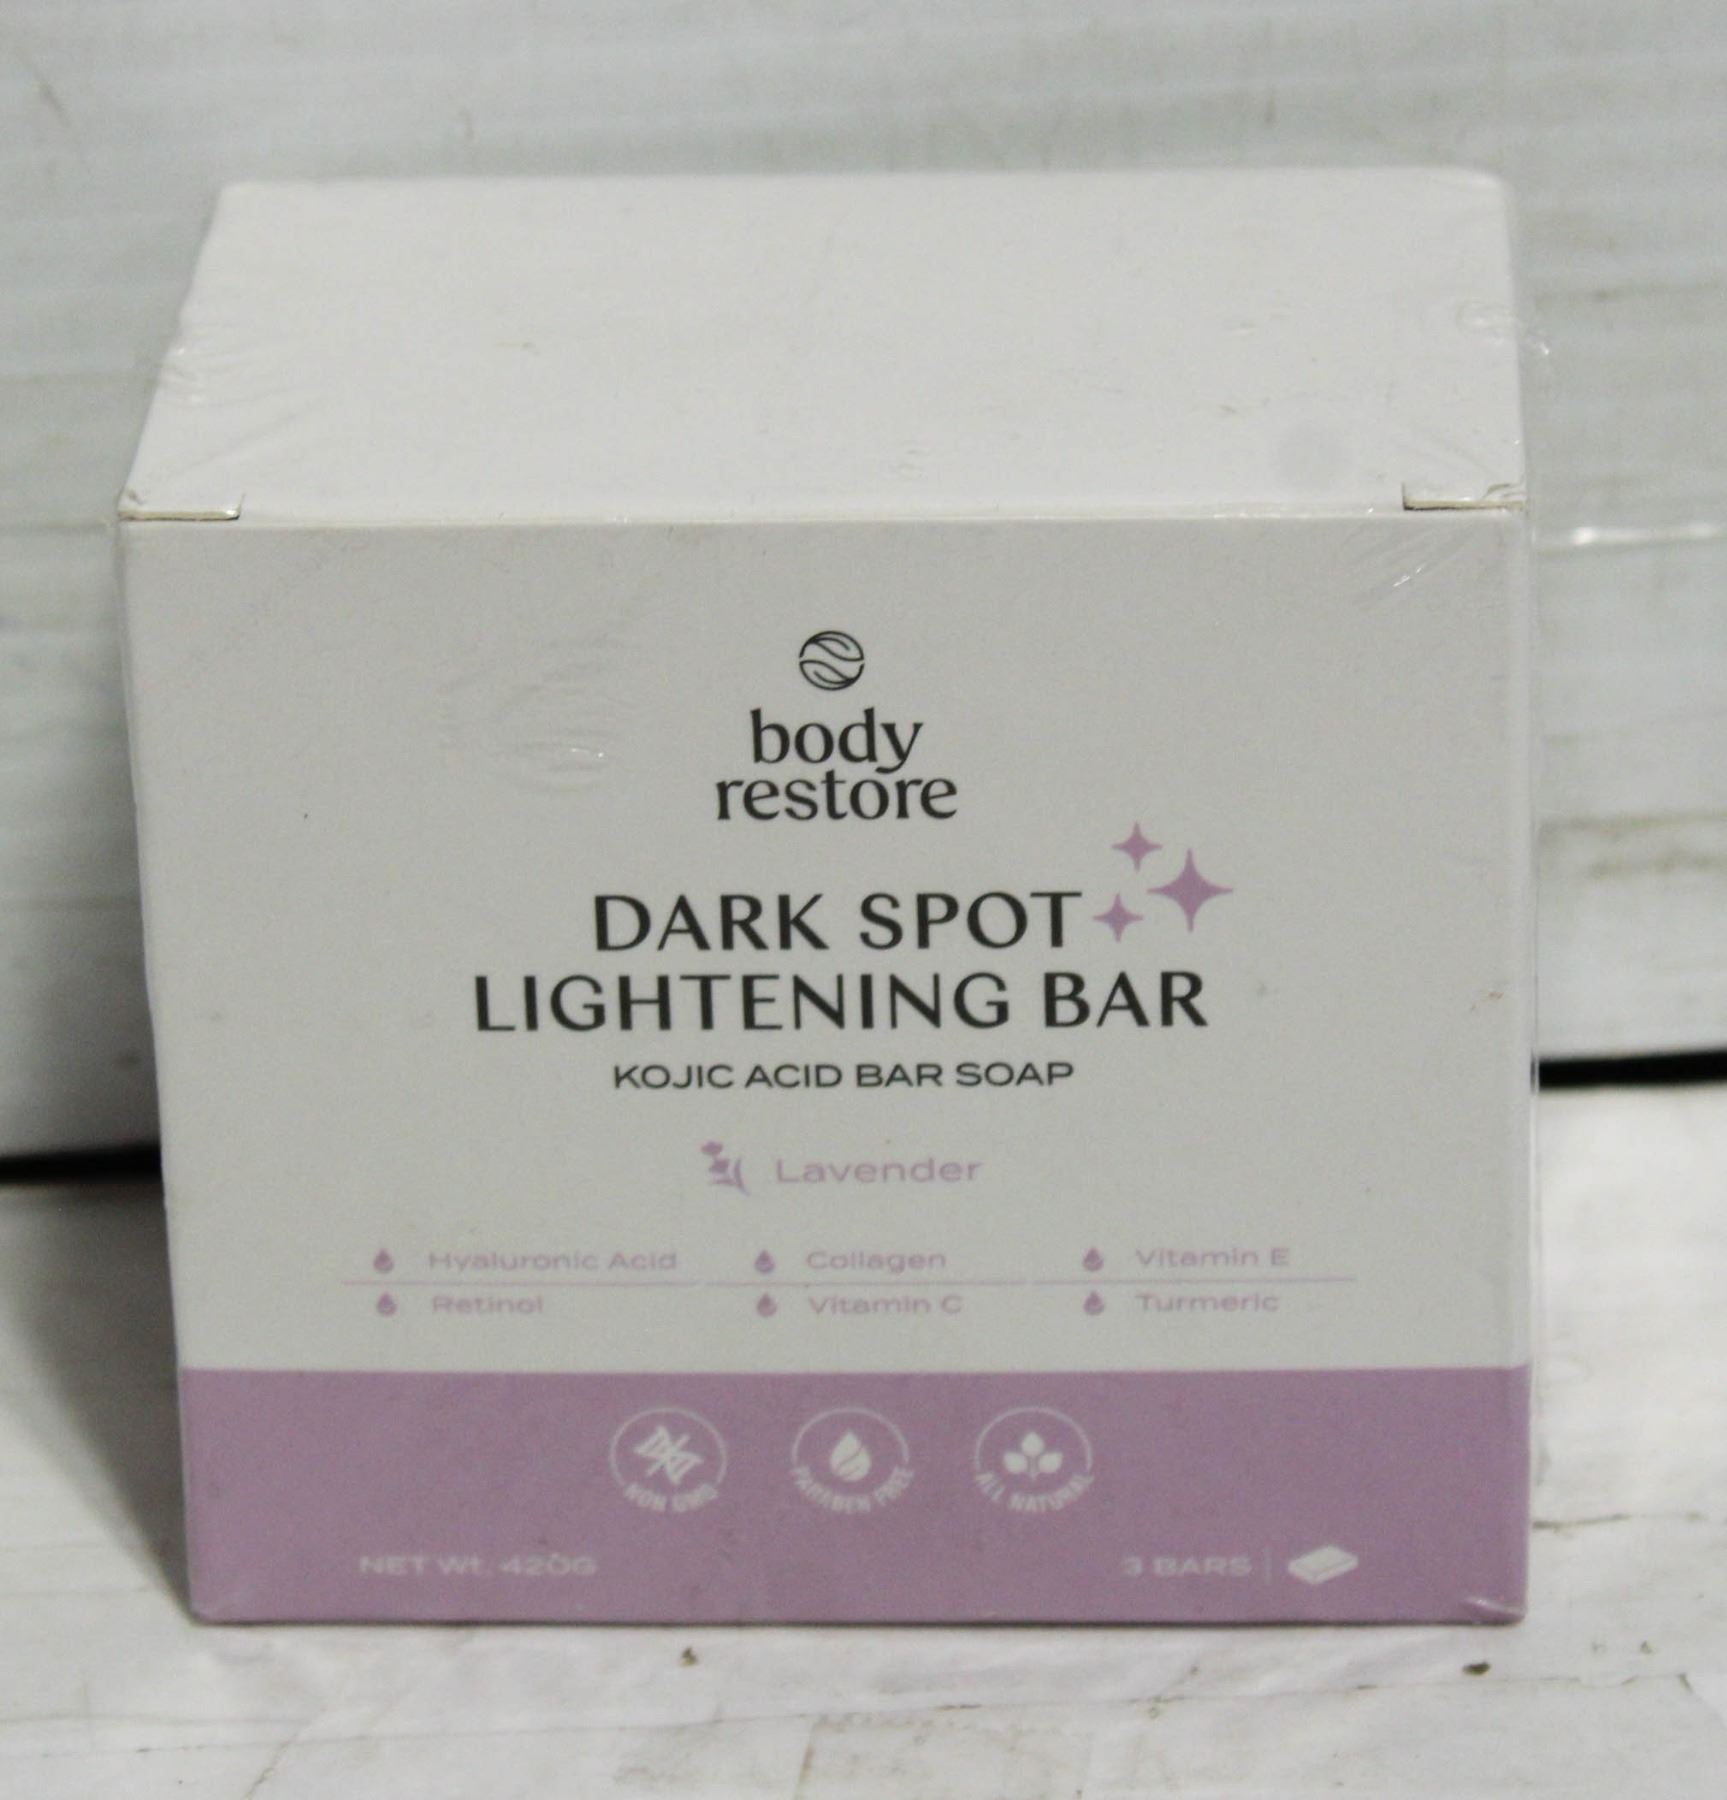 body
restore
DARK SPOT
LIGHTENING BAR
KOJIC ACID BAR SOAP
Lavender
Hyaluronic Acid Collagen Vitamin E
Retinol Vitamin C Turmeric
NON GMO PARABEN FREE ALL NATURAL
NET Wt. 420G 3 BARS